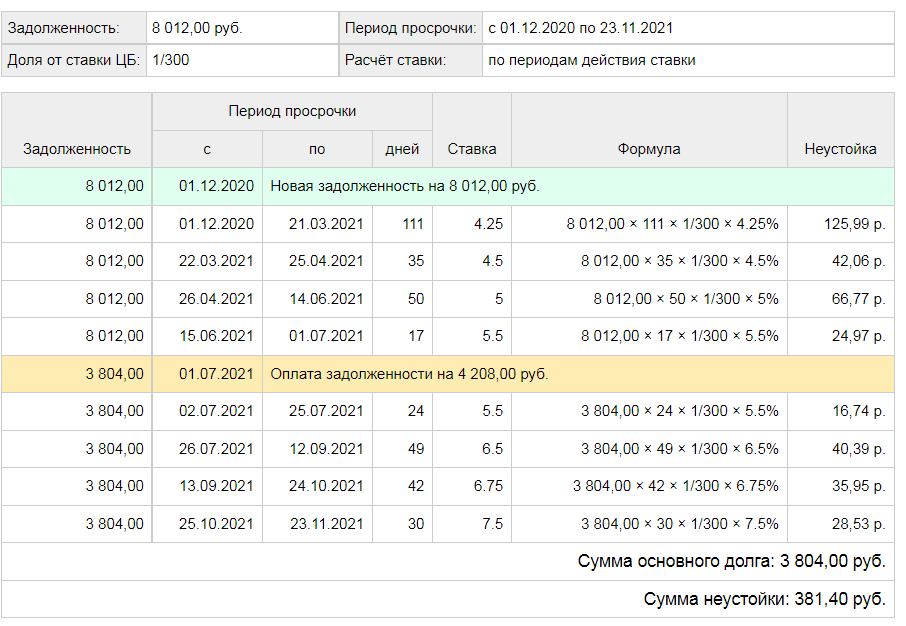 Задолженность: 8 012,00 руб. Период просрочки: с 01.12.2020 по 23.11.2021
Доля от ставки ЦБ: 1/300 Расчёт ставки: по периодам действия ставки
Период просрочки
Задолженность с по дней Ставка Формула Неустойка
8 012,00 01.12.2020 Новая задолженность на 8 012,00 руб.
8 012,00 01.12.2020 21.03.2021 111 4.25 8 012,00 × 111 × 1/300 × 4.25% 125,99 р.
8 012,00 22.03.2021 25.04.2021 35 4.5 8 012,00 × 35 × 1/300 × 4.5% 42,06 р.
8 012,00 26.04.2021 14.06.2021 50 5 8 012,00 × 50 × 1/300 × 5% 66,77 р.
8 012,00 15.06.2021 01.07.2021 17 5.5 8 012,00 × 17 × 1/300 × 5.5% 24,97 р.
3 804,00 01.07.2021 Оплата задолженности на 4 208,00 руб.
3 804,00 02.07.2021 25.07.2021 24 5.5 3 804,00 × 24 × 1/300 × 5.5% 16,74 р.
3 804,00 26.07.2021 12.09.2021 49 6.5 3 804,00 × 49 × 1/300 × 6.5% 40,39 р.
3 804,00 13.09.2021 24.10.2021 42 6.75 3 804,00 × 42 × 1/300 × 6.75% 35,95 р.
3 804,00 25.10.2021 23.11.2021 30 7.5 3 804,00 × 30 × 1/300 × 7.5% 28,53 р.
Сумма основного долга: 3 804,00 руб.
Сумма неустойки: 381,40 руб.